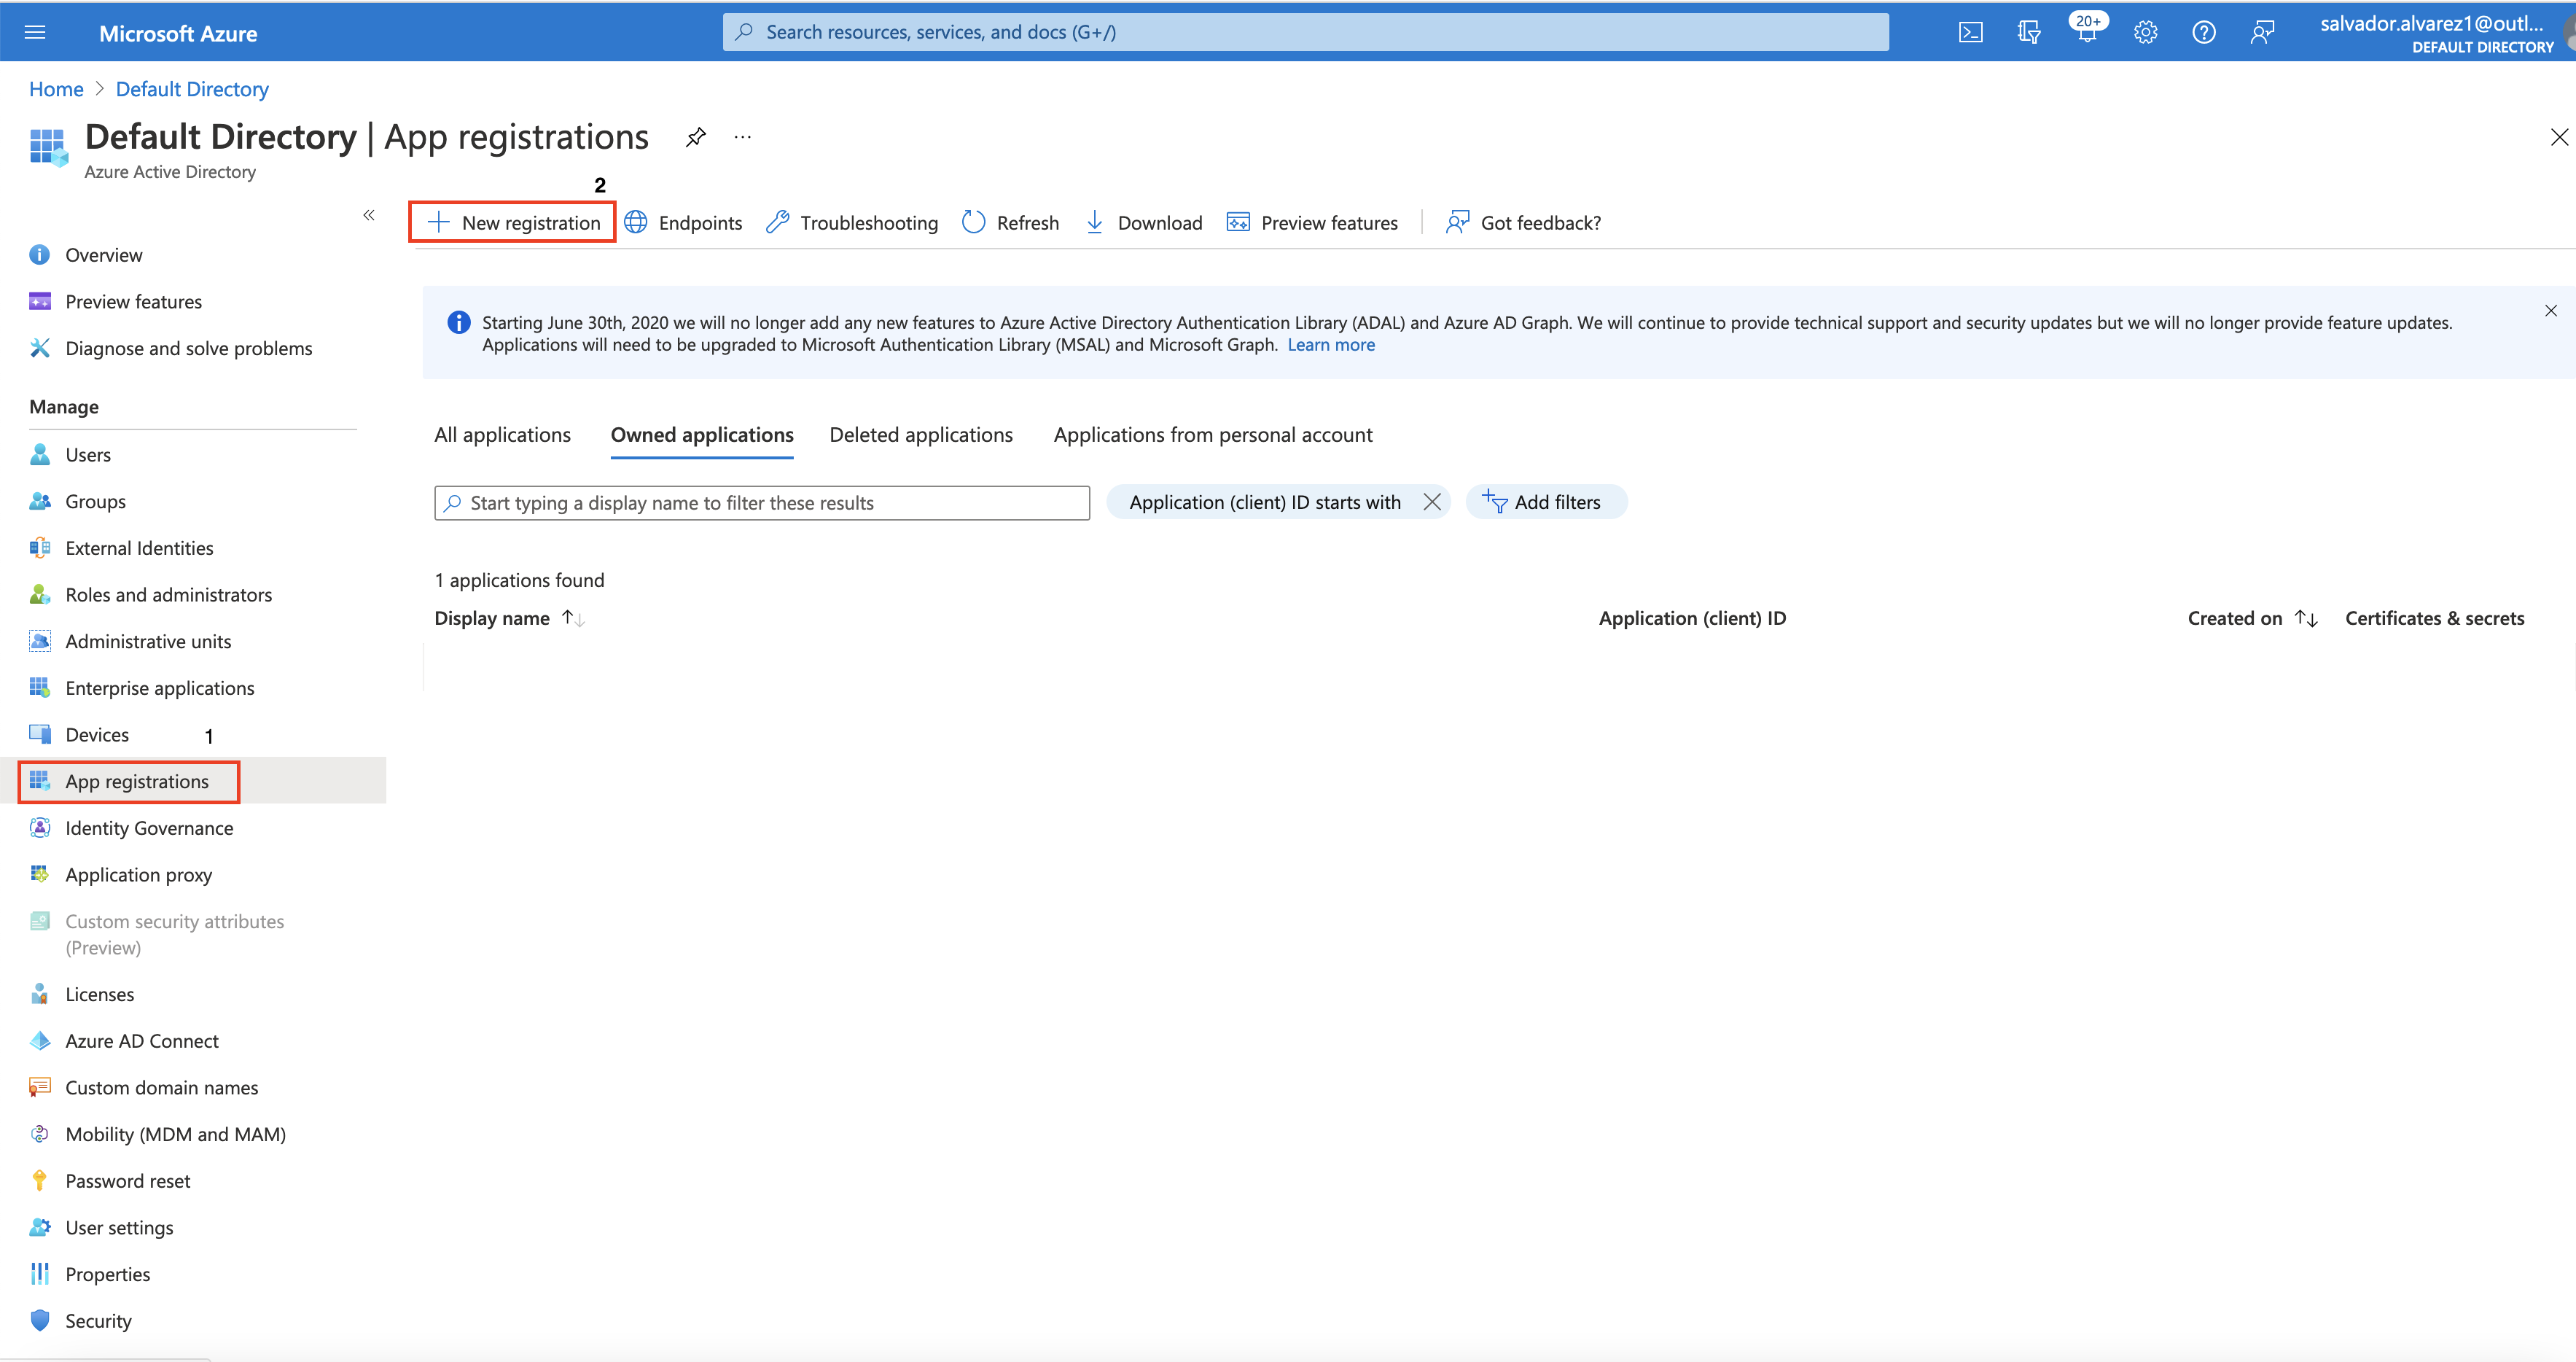 Microsoft Azure
Search resources, services, and docs (G+/)
20+
salvador.alvarez1@outl...
DEFAULT DIRECTORY
Home > Default Directory
Default Directory | App registrations
Azure Active Directory
2
New registration
Endpoints
Troubleshooting
Refresh
Download
Preview features
Got feedback?
Overview
Preview features
Diagnose and solve problems
Manage
Users
Groups
External Identities
Roles and administrators
Administrative units
Enterprise applications
Devices
1
App registrations
Identity Governance
Application proxy
Custom security attributes
(Preview)
Licenses
Azure AD Connect
Custom domain names
Mobility (MDM and MAM)
Password reset
User settings
Properties
Security
Starting June 30th, 2020 we will no longer add any new features to Azure Active Directory Authentication Library (ADAL) and Azure AD Graph. We will continue to provide technical support and security updates but we will no longer provide feature updates.
Applications will need to be upgraded to Microsoft Authentication Library (MSAL) and Microsoft Graph. Learn more
All applications
Owned applications
Deleted applications
Applications from personal account
Start typing a display name to filter these results
Application (client) ID starts with
Add filters
1 applications found
Display name
Application (client) ID
Created on
Certificates & secrets